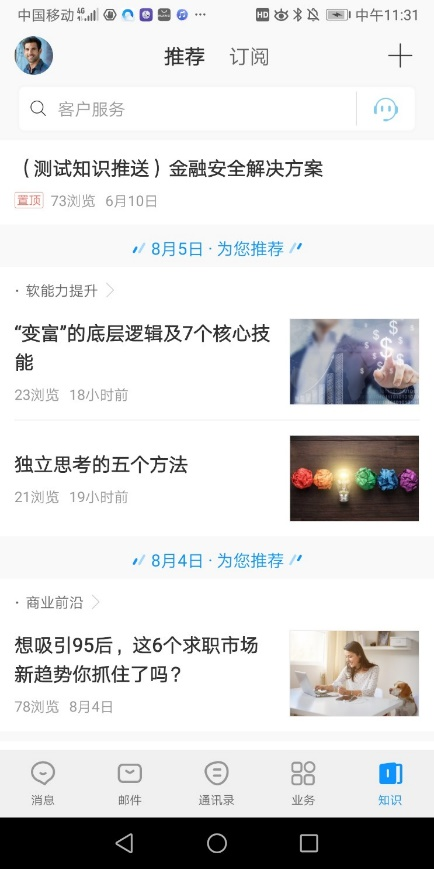 中国移动 4G HD 中午11:31
推荐 订阅
客户服务
（测试知识推送）金融安全解决方案
置顶 73浏览 6月10日
8月5日 · 为您推荐
· 软能力提升
“变富”的底层逻辑及7个核心技
能
23浏览 18小时前
独立思考的五个方法
21浏览 19小时前
8月4日 · 为您推荐
· 商业前沿
想吸引95后，这6个求职市场
新趋势你抓住了吗？
78浏览 8月4日
消息 邮件 通讯录 业务 知识